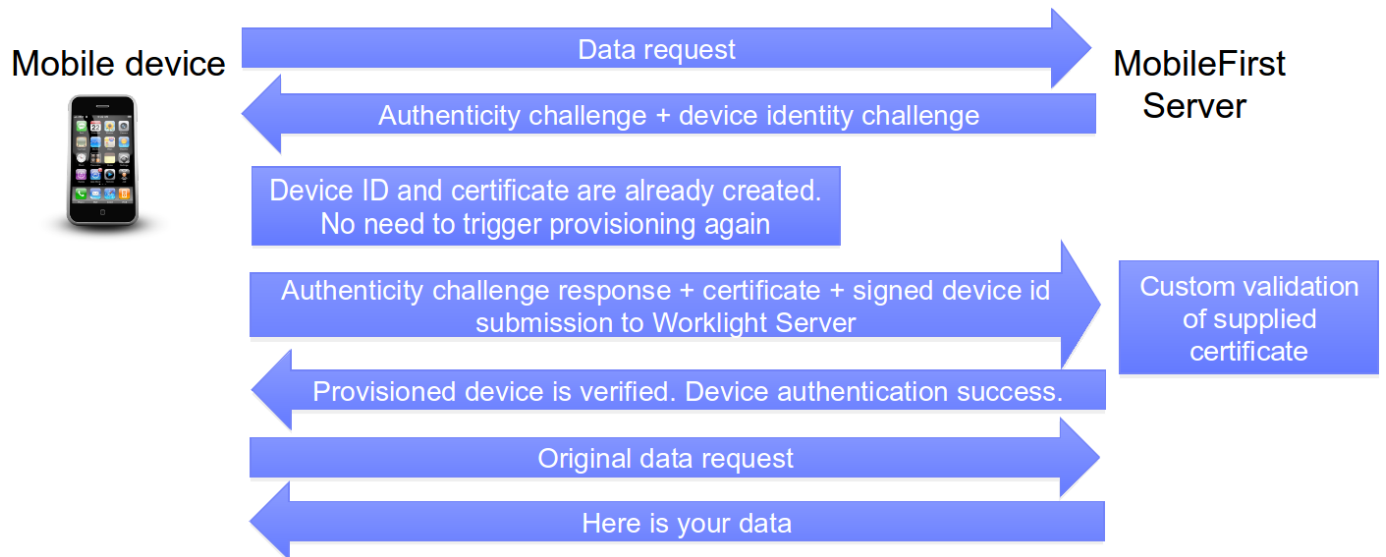 Data request
Mobile device
MobileFirst
Server
Authenticity challenge + device identity challenge
Device ID and certificate are already created.
No need to trigger provisioning again
Authenticity challenge response + certificate + signed device id
submission to Worklight Server
Custom validation
of supplied
certificate
Provisioned device is verified. Device authentication success.
Original data request
Here is your data